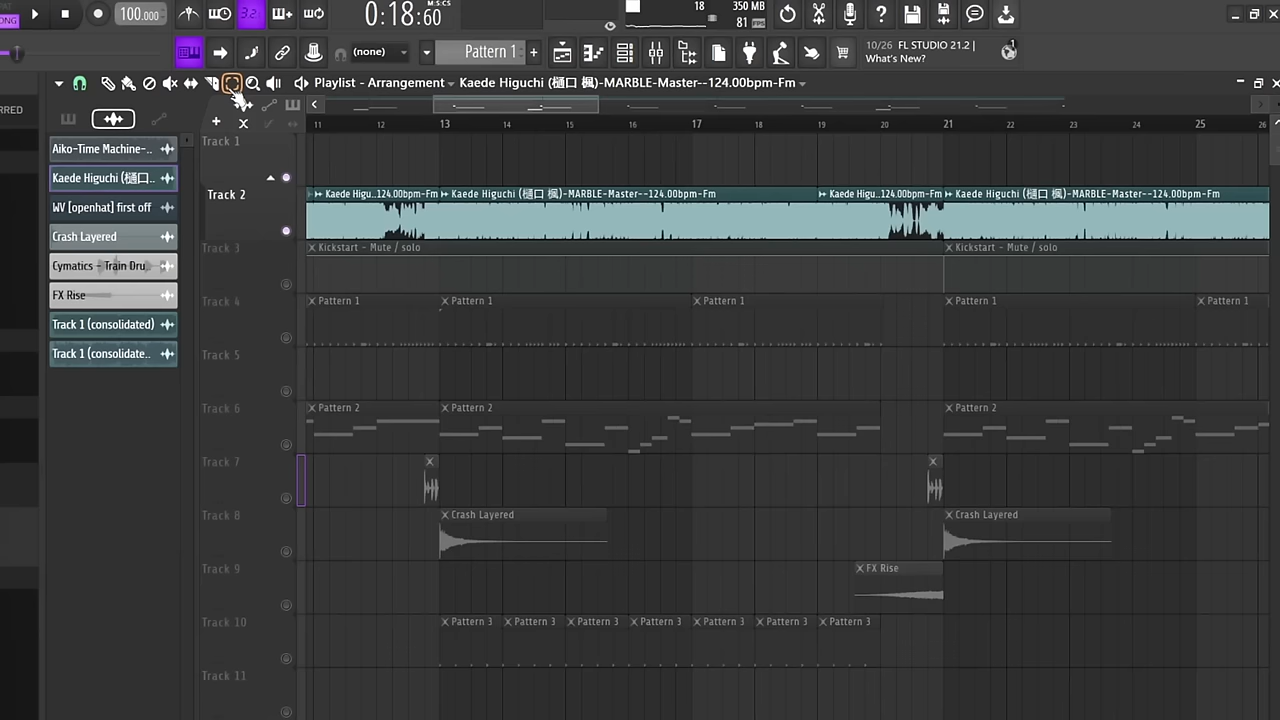 SONG
100.000
3.2
0:18:60
M:S:CS
18
350 MB
81 FPS
(none)
Pattern 1
10/26 FL STUDIO 21.2 |
What's New?
RRED
Playlist - Arrangement
Kaede Higuchi (樋口 楓)-MARBLE-Master--124.00bpm-Fm
11 12 13 14 15 16 17 18 19 20 21 22 23 24 25 26
Aiko-Time Machine-..
Kaede Higuchi (樋口..
WV [openhat] first off
Crash Layered
Cymatics - Train Dru..
FX Rise
Track 1 (consolidated)
Track 1 (consolidate..
Track 1
Track 2
Kaede Higu..124.00bpm-Fm
Kaede Higuchi (樋口 楓)-MARBLE-Master--124.00bpm-Fm
Kaede Higu..124.00bpm-Fm
Kaede Higuchi (樋口 楓)-MARBLE-Master--124.00bpm-Fm
Track 3
Kickstart - Mute / solo
Kickstart - Mute / solo
Track 4
Pattern 1
Pattern 1
Pattern 1
Pattern 1
Pattern 1
Track 5
Track 6
Pattern 2
Pattern 2
Pattern 2
Track 7
Track 8
Crash Layered
Crash Layered
Track 9
FX Rise
Track 10
Pattern 3
Pattern 3
Pattern 3
Pattern 3
Pattern 3
Pattern 3
Pattern 3
Track 11